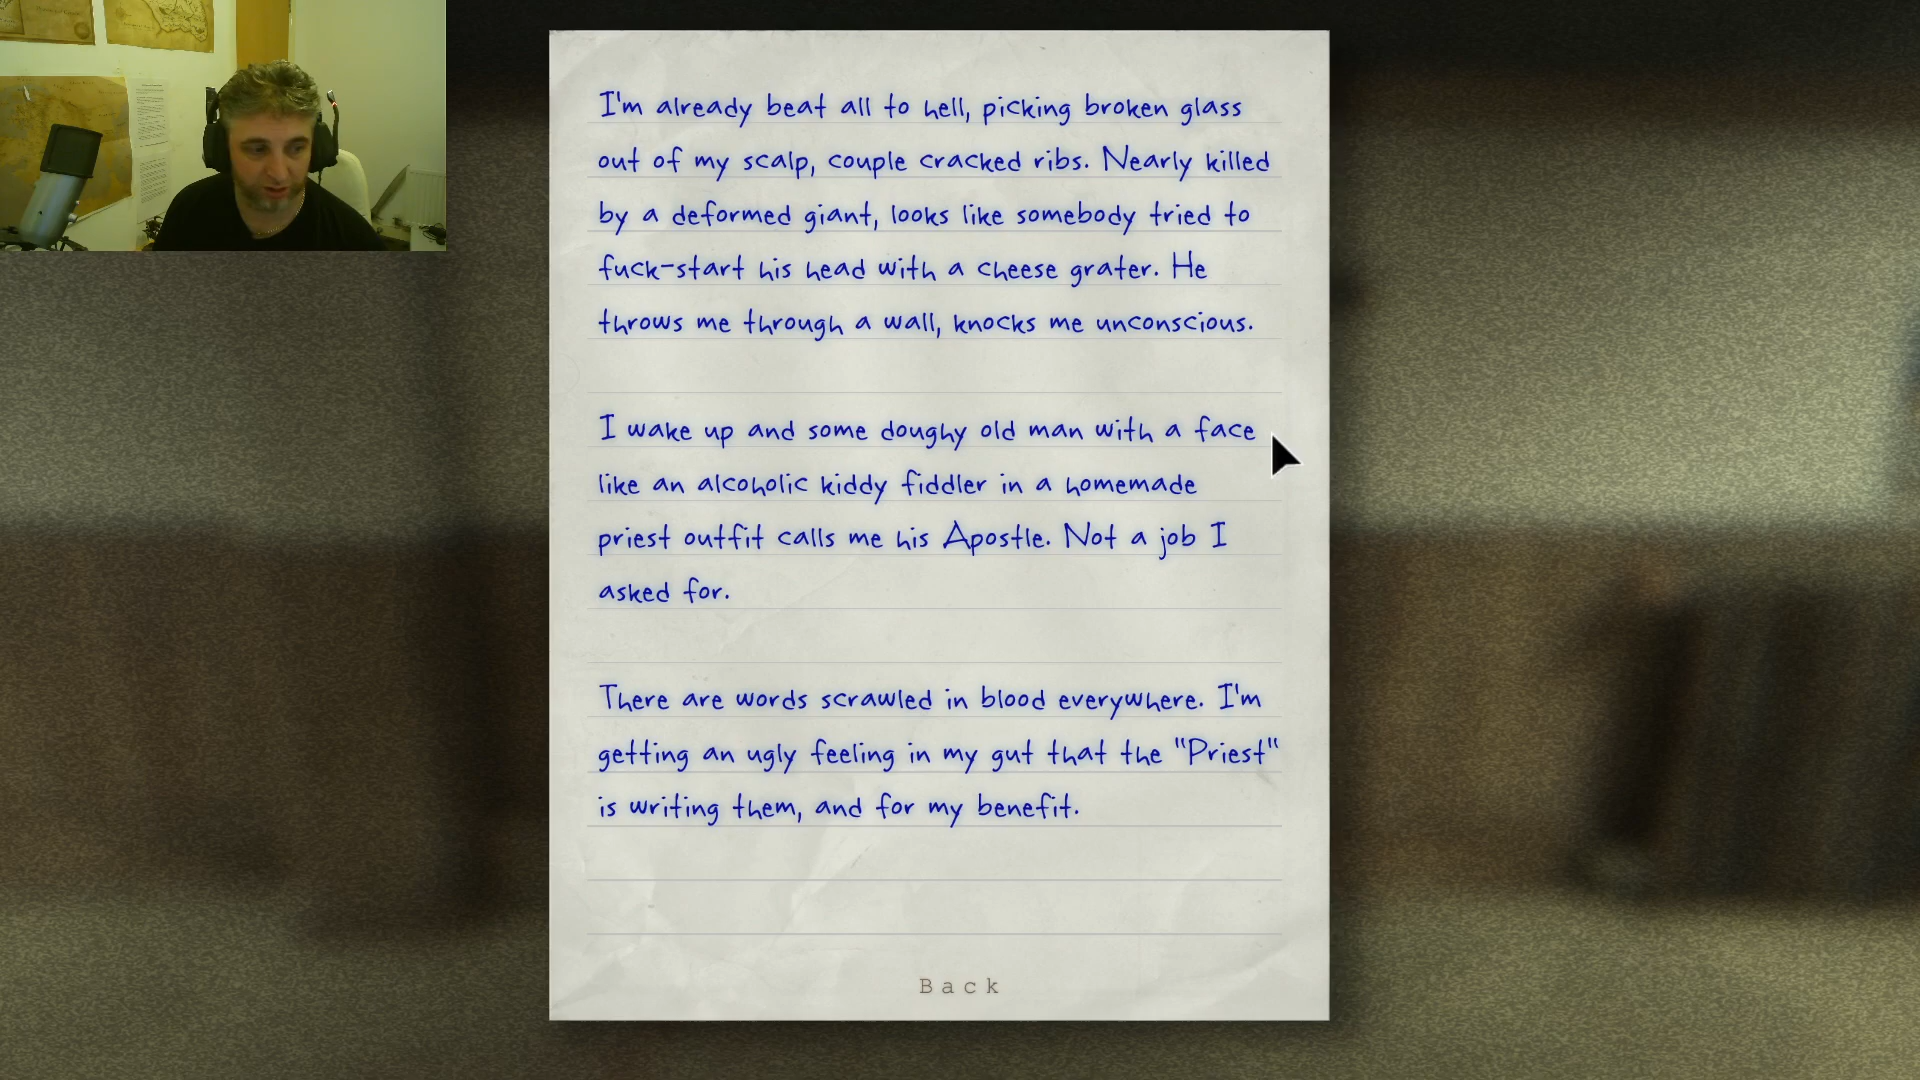 I'm already beat all to hell, picking broken glass
out of my scalp, couple cracked ribs. Nearly killed
by a deformed giant, looks like somebody tried to
fuck-start his head with a cheese grater. He
throws me through a wall, knocks me unconscious.
I wake up and some doughy old man with a face
like an alcoholic kiddy fiddler in a homemade
priest outfit calls me his Apostle. Not a job I
asked for.
There are words scrawled in blood everywhere. I'm
getting an ugly feeling in my gut that the "Priest"
is writing them, and for my benefit.
Back